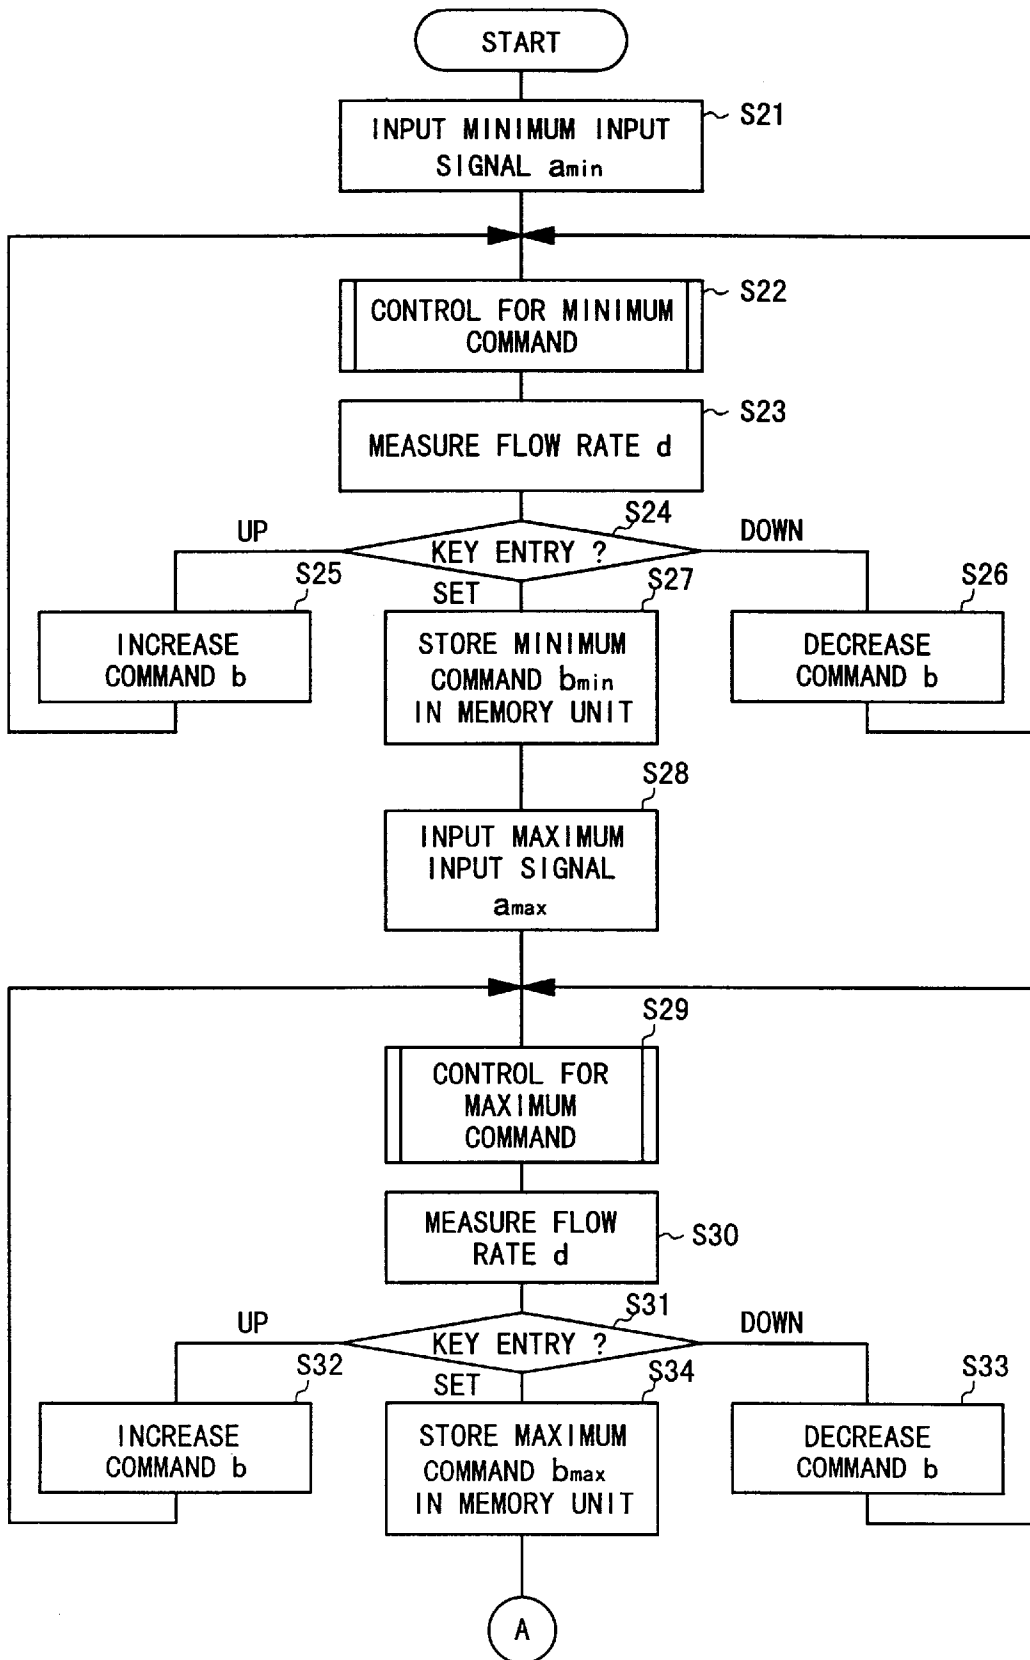 START
S21
INPUT MINIMUM INPUT
SIGNAL amin
S22
CONTROL FOR MINIMUM
COMMAND
S23
MEASURE FLOW RATE d
S24
UP
KEY ENTRY ?
DOWN
SET
S25
INCREASE
COMMAND b
S27
STORE MINIMUM
COMMAND bmin
IN MEMORY UNIT
S26
DECREASE
COMMAND b
S28
INPUT MAXIMUM
INPUT SIGNAL
amax
S29
CONTROL FOR
MAXIMUM
COMMAND
MEASURE FLOW
RATE d
S30
S31
UP
KEY ENTRY ?
DOWN
SET
S32
INCREASE
COMMAND b
S34
STORE MAXIMUM
COMMAND bmax
IN MEMORY UNIT
S33
DECREASE
COMMAND b
A